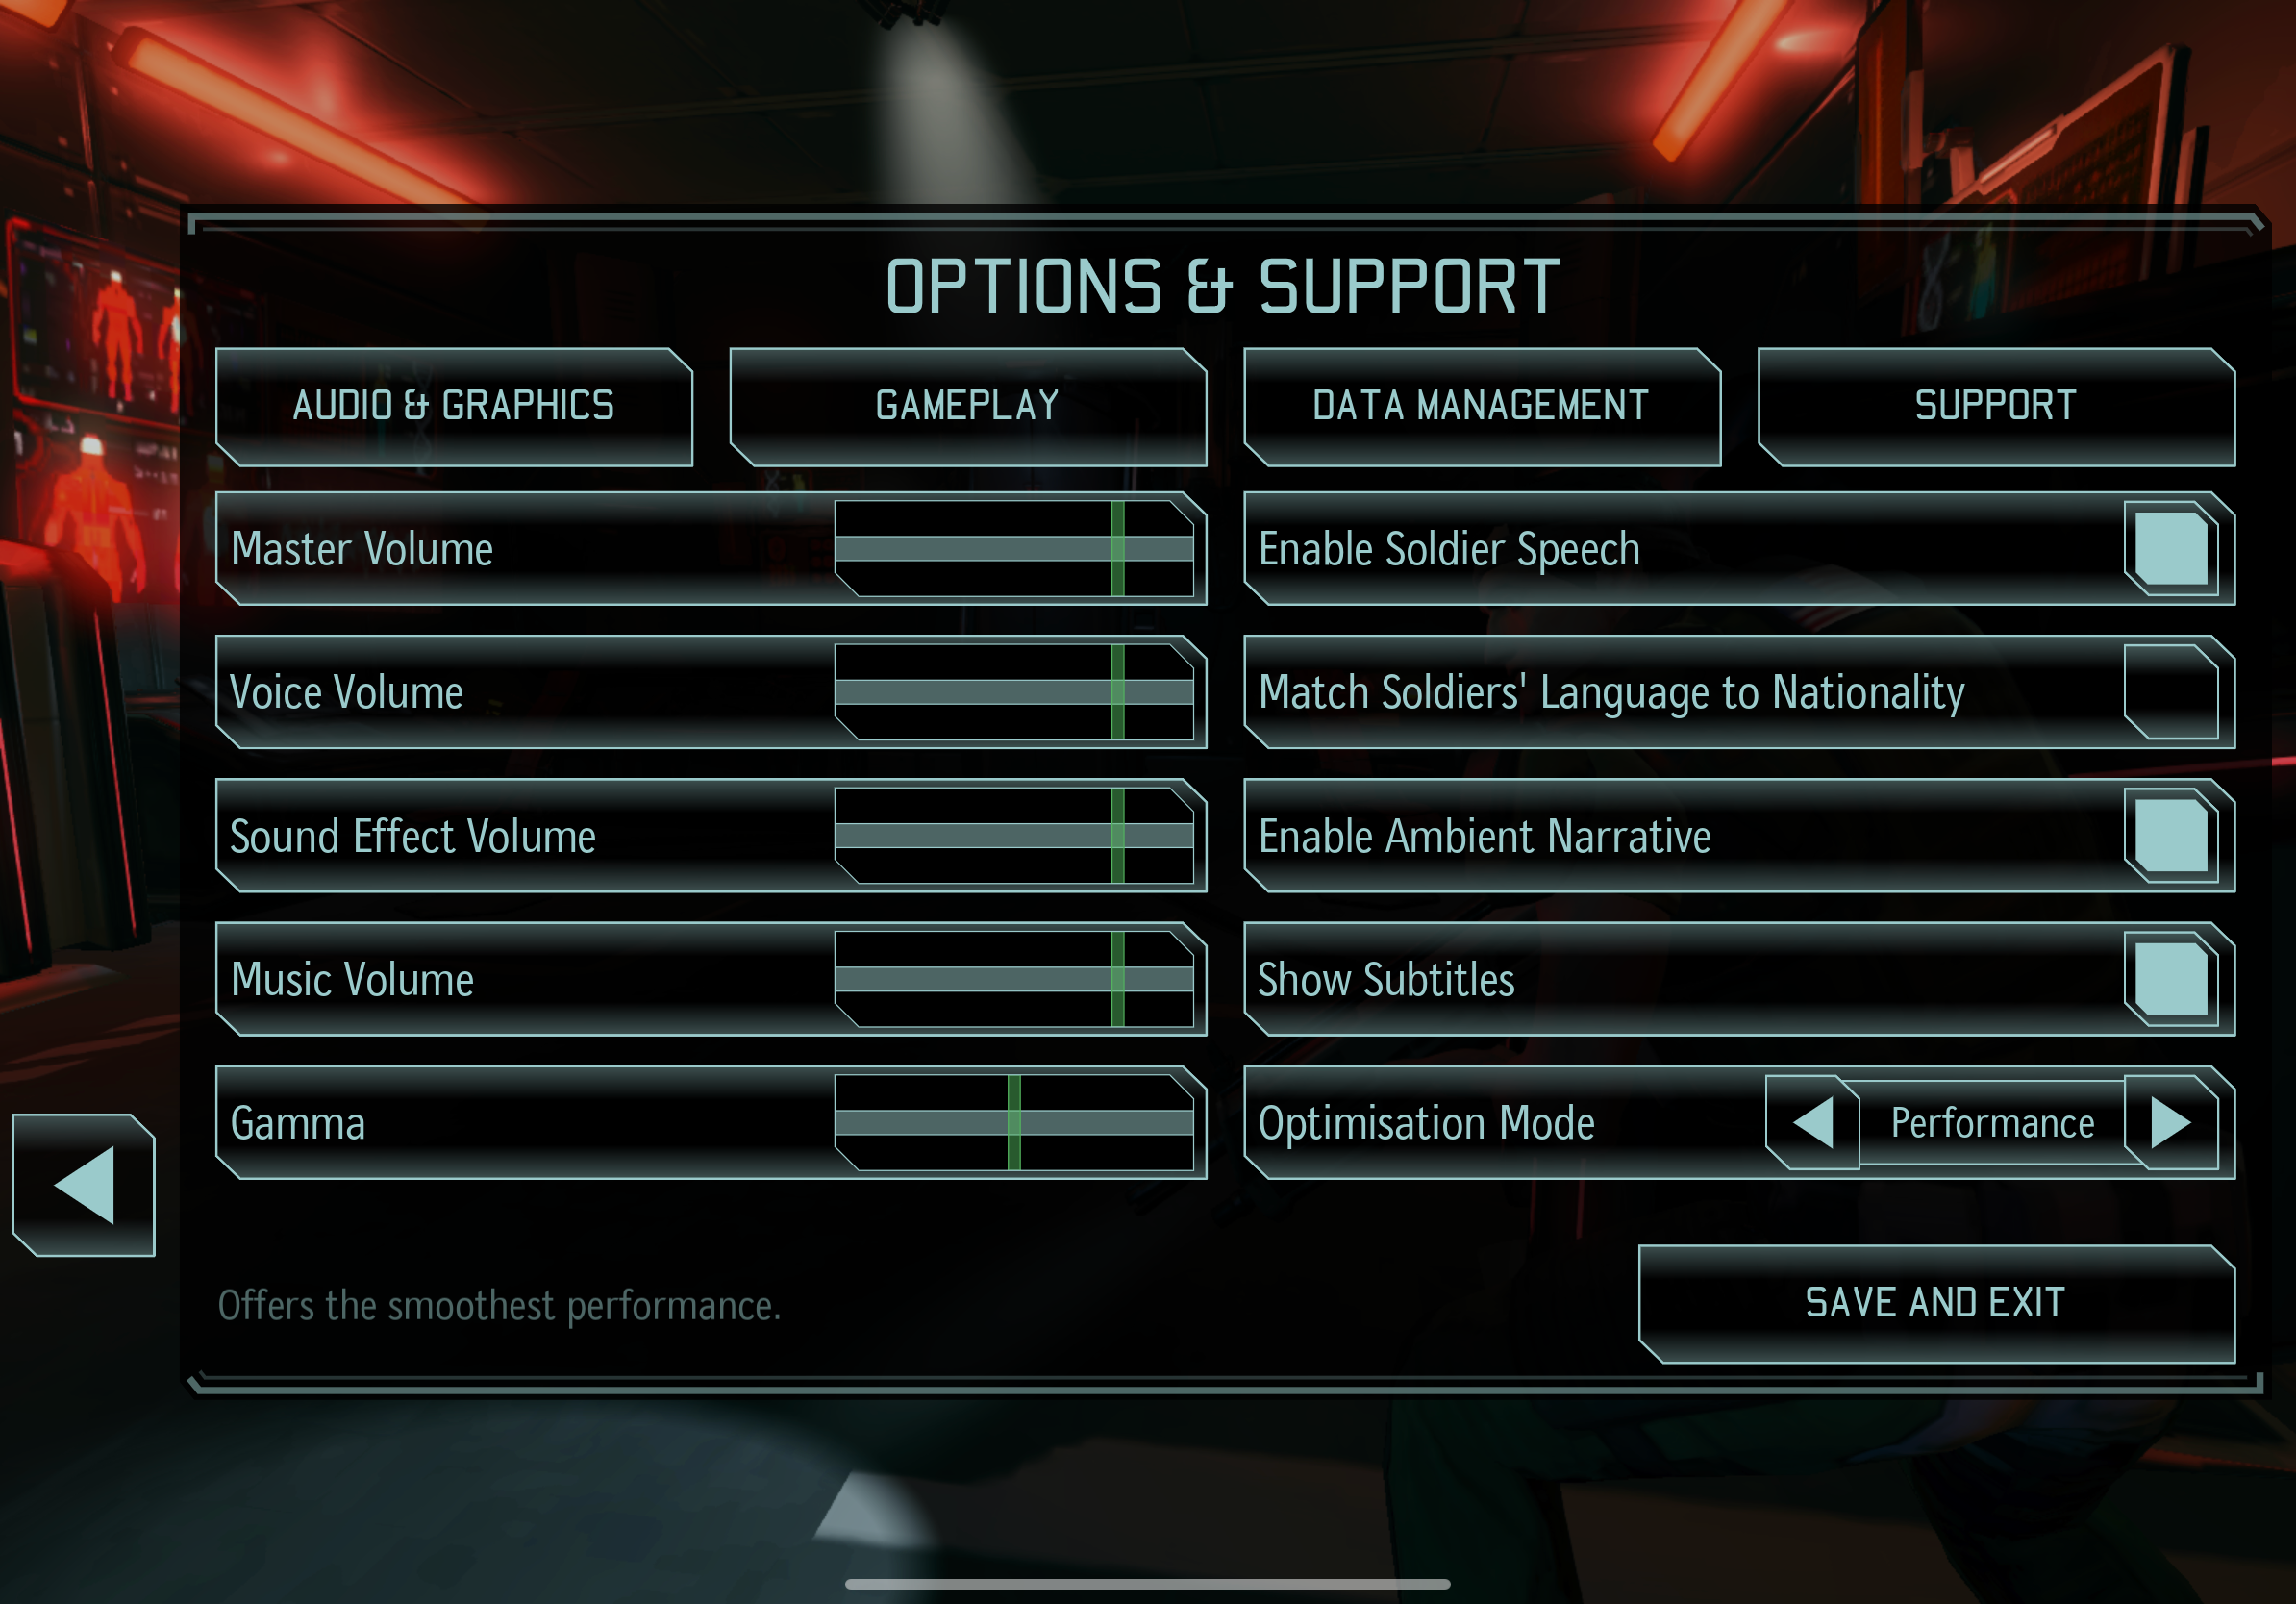 OPTIONS & SUPPORT
AUDIO & GRAPHICS
GAMEPLAY
DATA MANAGEMENT
SUPPORT
Master Volume
Enable Soldier Speech
Voice Volume
Match Soldiers' Language to Nationality
Sound Effect Volume
Enable Ambient Narrative
Music Volume
Show Subtitles
Gamma
Optimisation Mode
Performance
Offers the smoothest performance.
SAVE AND EXIT